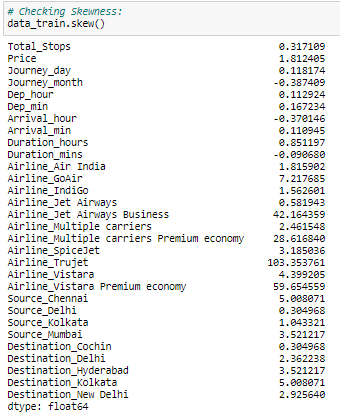 # Checking Skewness:
data_train.skew()
Total_Stops 0.317109
Price 1.812405
Journey_day 0.118174
Journey_month -0.387409
Dep_hour 0.112924
Dep_min 0.167234
Arrival_hour -0.370146
Arrival_min 0.110945
Duration_hours 0.851197
Duration_mins -0.090680
Airline_Air India 1.815902
Airline_GoAir 7.217685
Airline_IndiGo 1.562601
Airline_Jet Airways 0.581943
Airline_Jet Airways Business 42.164359
Airline_Multiple carriers 2.461548
Airline_Multiple carriers Premium economy 28.616840
Airline_SpiceJet 3.185036
Airline_Trujet 103.353761
Airline_Vistara 4.399205
Airline_Vistara Premium economy 59.654559
Source_Chennai 5.008071
Source_Delhi 0.304968
Source_Kolkata 1.043321
Source_Mumbai 3.521217
Destination_Cochin 0.304968
Destination_Delhi 2.362238
Destination_Hyderabad 3.521217
Destination_Kolkata 5.008071
Destination_New Delhi 2.925640
dtype: float64